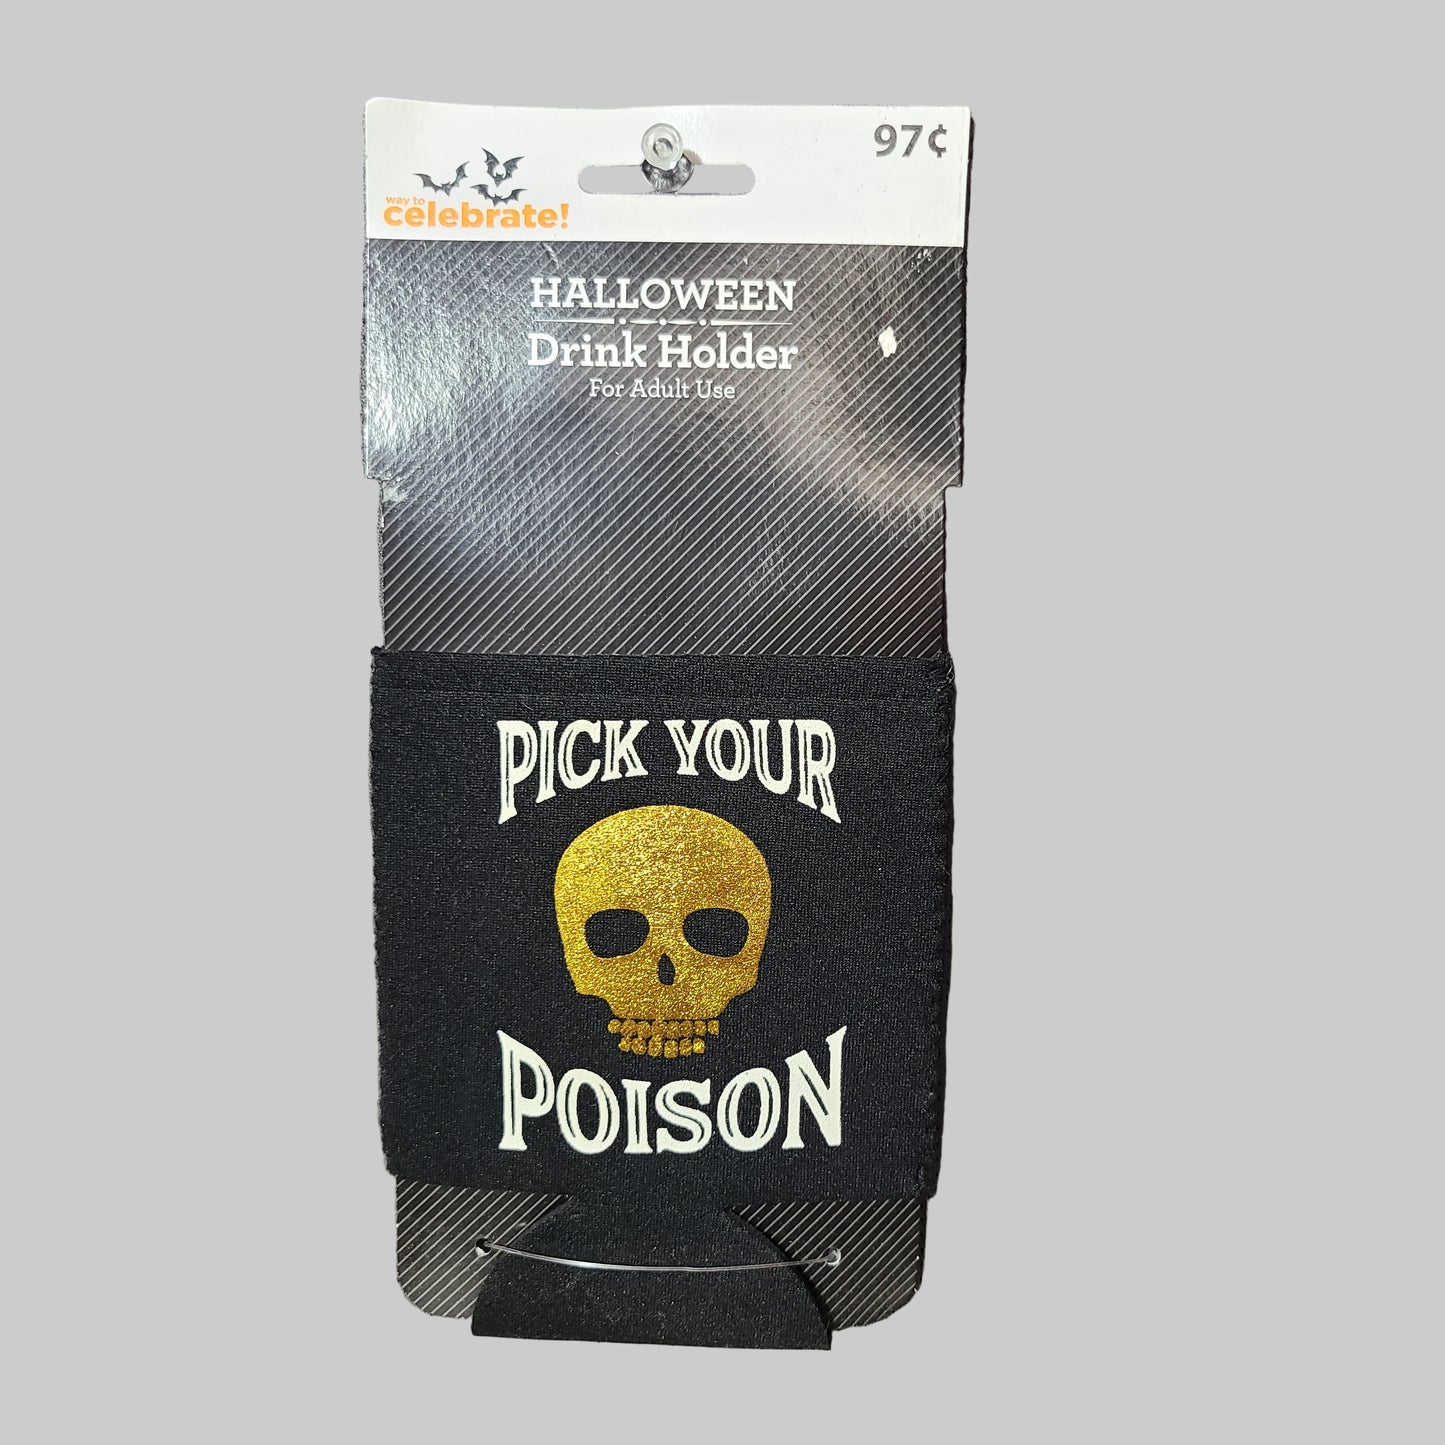 97¢
way to
celebrate!
HALLOWEEN
Drink Holder
For Adult Use
PICK YOUR
POISON